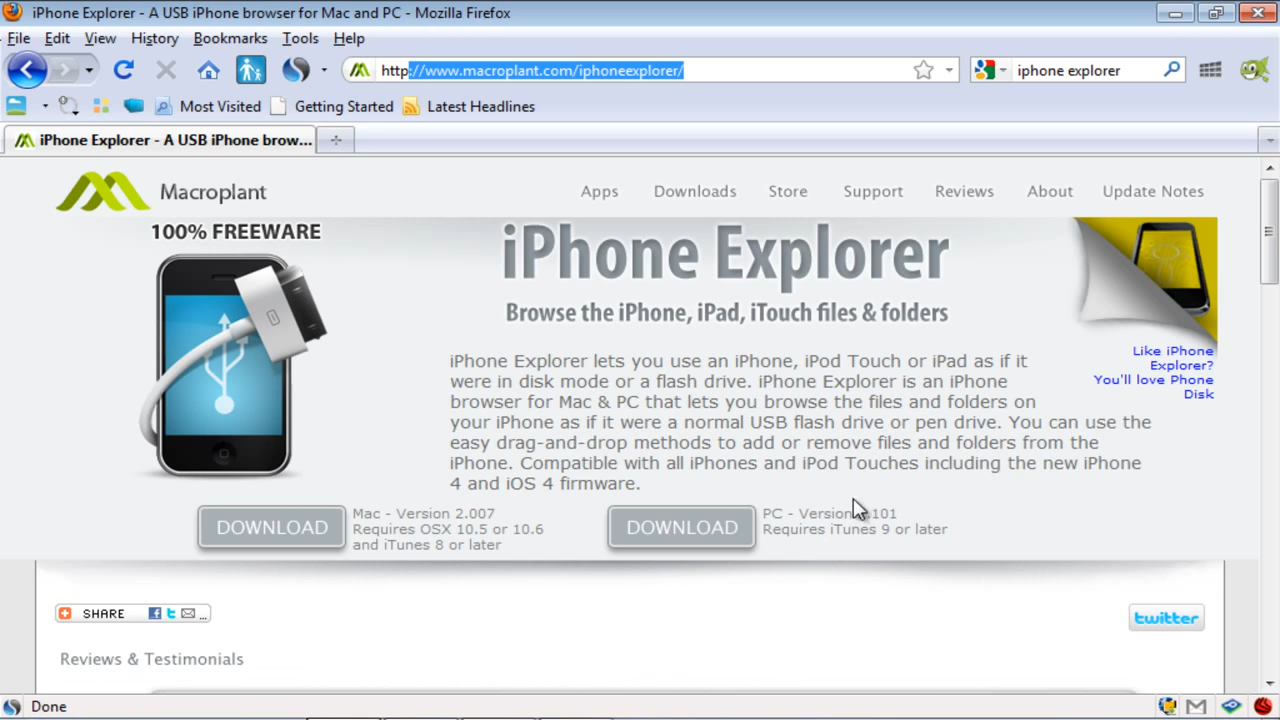 iPhone Explorer - A USB iPhone browser for Mac and PC - Mozilla Firefox
File Edit View History Bookmarks Tools Help
http://www.macroplant.com/iphoneexplorer/
iphone explorer
Most Visited Getting Started Latest Headlines
iPhone Explorer - A USB iPhone brow...
Macroplant
Apps Downloads Store Support Reviews About Update Notes
100% FREEWARE
iPhone Explorer
Browse the iPhone, iPad, iTouch files & folders
Like iPhone
Explorer?
You'll love Phone
Disk
iPhone Explorer lets you use an iPhone, iPod Touch or iPad as if it
were in disk mode or a flash drive. iPhone Explorer is an iPhone
browser for Mac & PC that lets you browse the files and folders on
your iPhone as if it were a normal USB flash drive or pen drive. You can use the
easy drag-and-drop methods to add or remove files and folders from the
iPhone. Compatible with all iPhones and iPod Touches including the new iPhone
4 and iOS 4 firmware.
DOWNLOAD
Mac - Version 2.007
Requires OSX 10.5 or 10.6
and iTunes 8 or later
DOWNLOAD
PC - Version 101
Requires iTunes 9 or later
SHARE ...
twitter
Reviews & Testimonials
Done